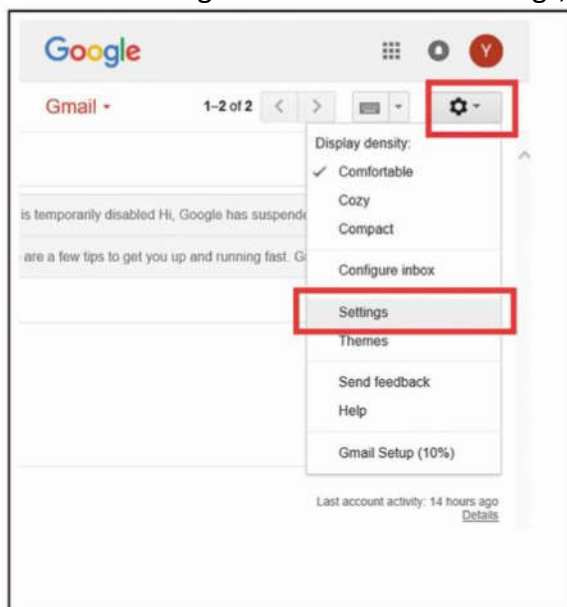 Google
Y
Gmail
1–2 of 2
Display density:
✓ Comfortable
Cozy
Compact
is temporarily disabled Hi, Google has suspende
are a few tips to get you up and running fast. G
Configure inbox
Settings
Themes
Send feedback
Help
Gmail Setup (10%)
Last account activity: 14 hours ago
Details